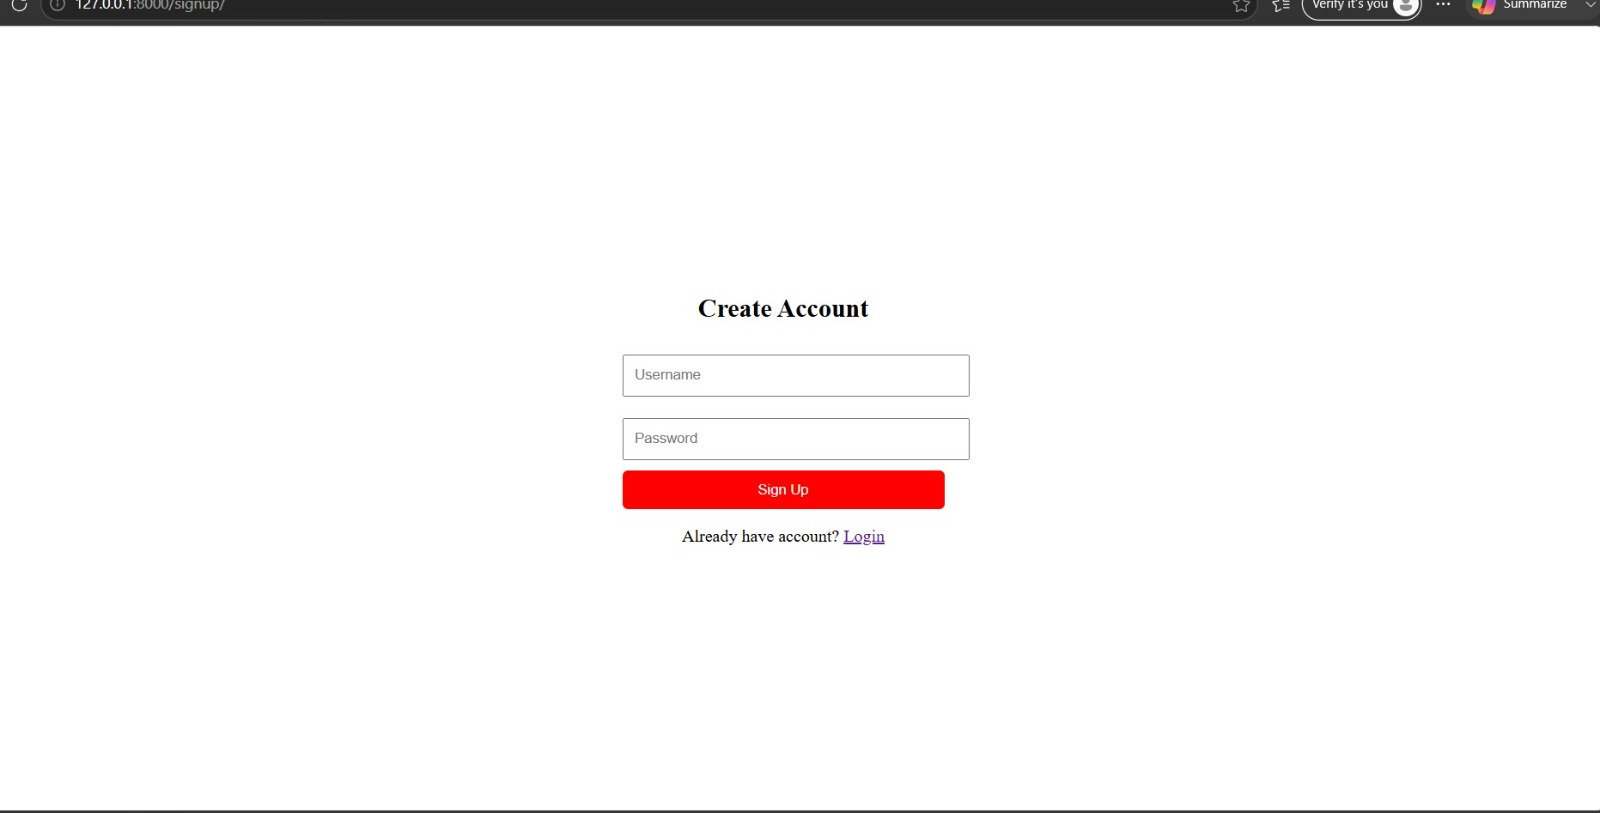 127.0.0.1:8000/signup/
Verify it's you
Summarize
Create Account
Username
Password
Sign Up
Already have account? Login